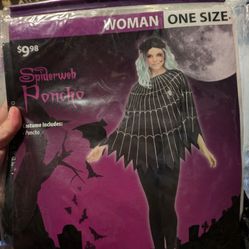 WOMAN ONE SIZE
$9.98
Spiderweb
Poncho
Costume Includes:
Poncho